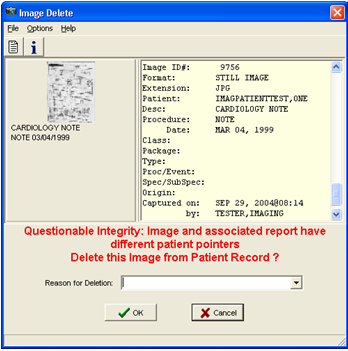 Image Delete
File Options Help
CARDIOLOGY NOTE
NOTE 03/04/1999
Image ID#: 9756
Format: STILL IMAGE
Extension: JPG
Patient: IMAGPATIENTTEST,ONE
Desc: CARDIOLOGY NOTE
Procedure: NOTE
Date: MAR 04, 1999
Class:
Package:
Type:
Proc/Event:
Spec/SubSpec:
Origin:
Captured on: SEP 29, 2004@08:14
by: TESTER,IMAGING
Questionable Integrity: Image and associated report have
different patient pointers
Delete this Image from Patient Record ?
Reason for Deletion:
OK Cancel